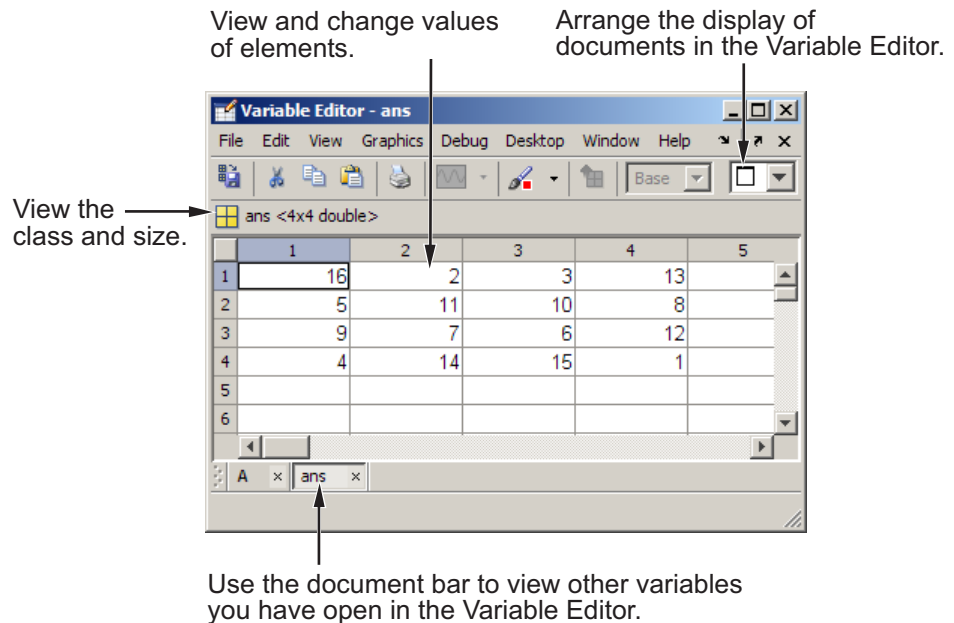 View and change values
of elements.
Arrange the display of
documents in the Variable Editor.
Variable Editor - ans
File Edit View Graphics Debug Desktop Window Help
Base
View the
class and size.
ans <4x4 double>
1 2 3 4 5
1 16 2 3 13
2 5 11 10 8
3 9 7 6 12
4 4 14 15 1
5
6
A × ans ×
Use the document bar to view other variables
you have open in the Variable Editor.